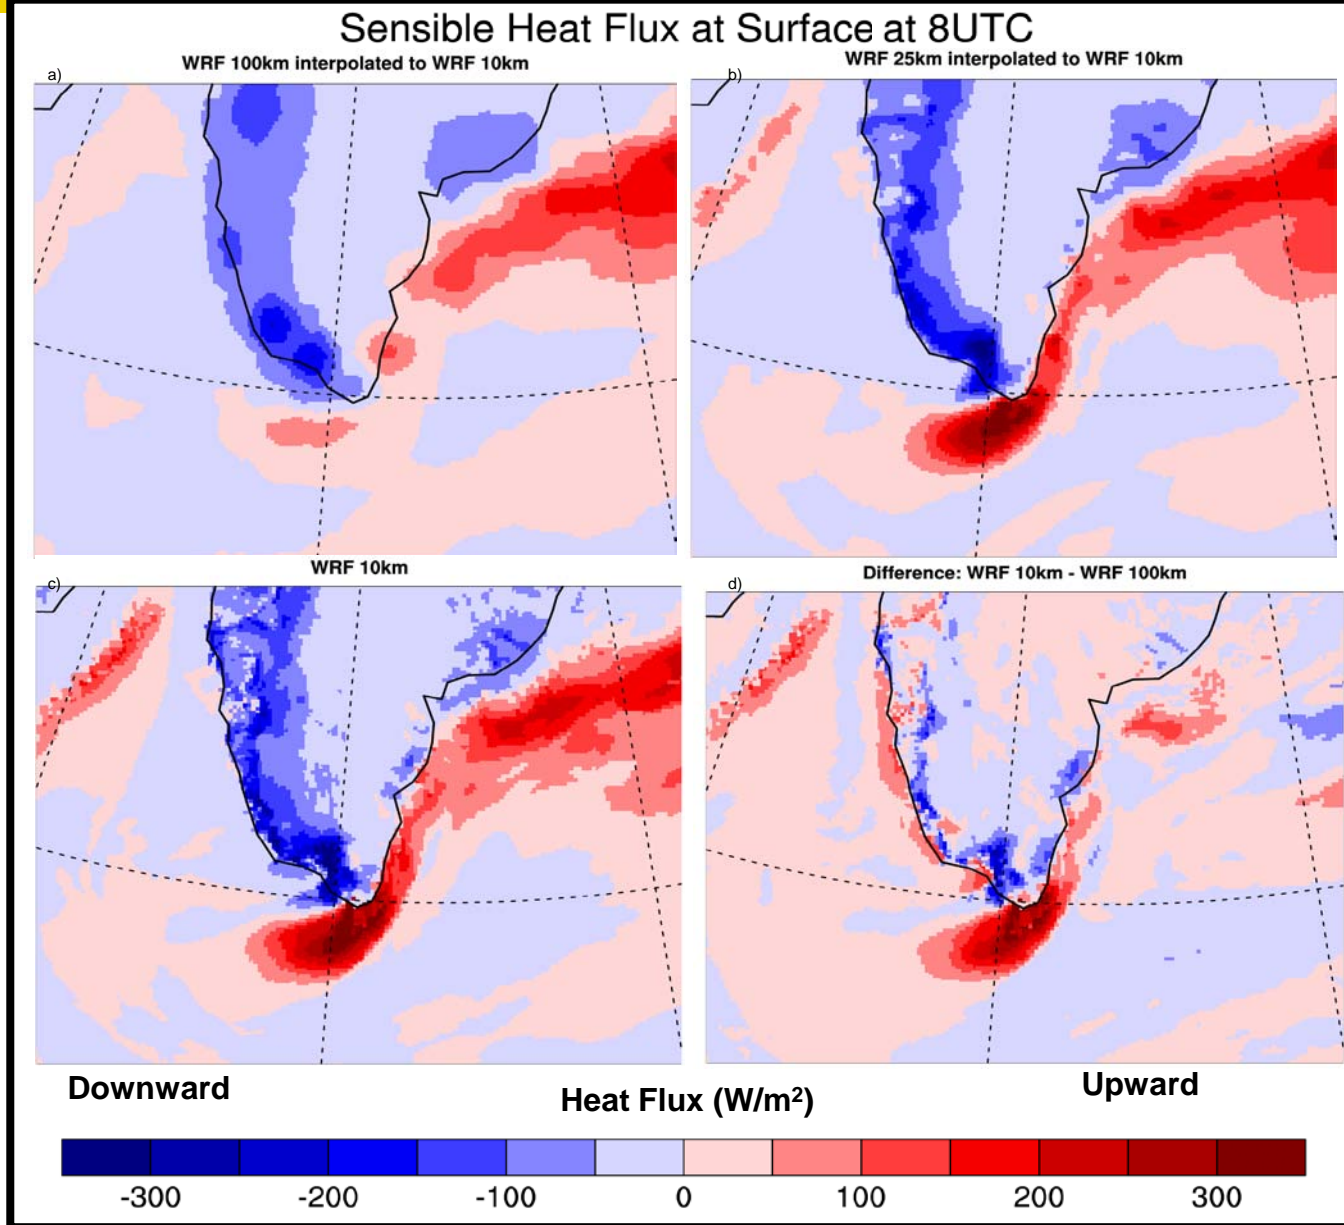 Sensible Heat Flux at Surface at 8UTC
a)
WRF 100km interpolated to WRF 10km
b)
WRF 25km interpolated to WRF 10km
c)
WRF 10km
d)
Difference: WRF 10km - WRF 100km
Downward
Heat Flux (W/m²)
Upward
-300 -200 -100 0 100 200 300